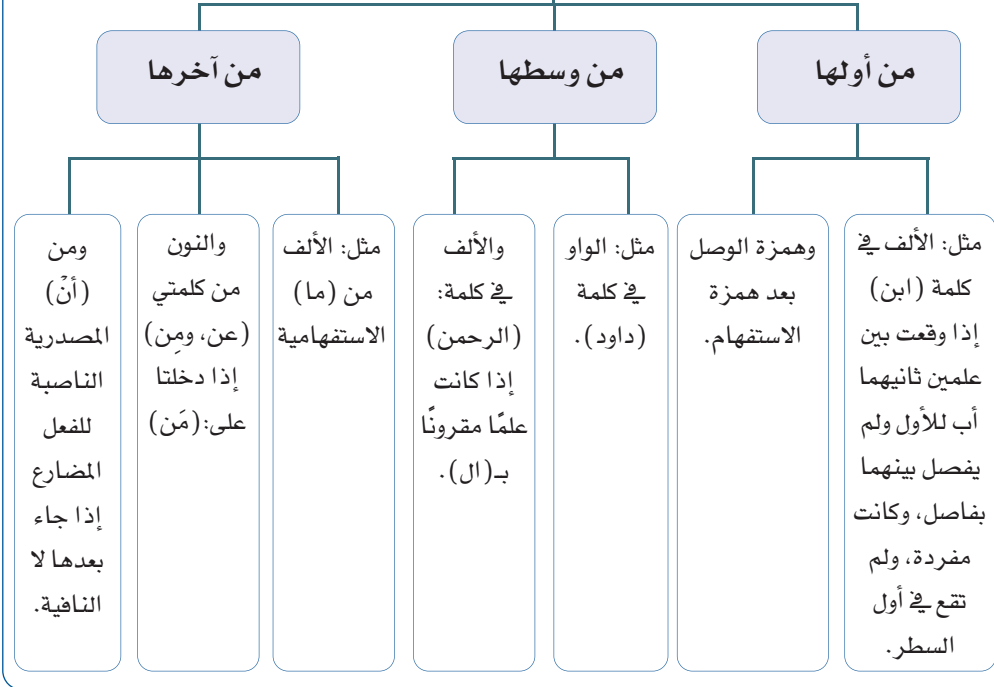 من أولها
من وسطها
من آخرها
مثل: الألف في
كلمة (ابن)
إذا وقعت بين
علمين ثانيهما
أب للأول ولم
يفصل بينهما
بفاصل، وكانت
مفردة، ولم
تقع في أول
السطر.
وهمزة الوصل
بعد همزة
الاستفهام.
مثل: الواو
في كلمة
(داود).
والألف
في كلمة:
(الرحمن)
إذا كانت
علمًا مقرونًا
بـ(ال).
مثل: الألف
من (ما)
الاستفهامية
والنون
من كلمتي
(عن، ومِن)
إذا دخلتا
على:(مَن)
ومن
(أنْ)
المصدرية
الناصبة
للفعل
المضارع
إذا جاء
بعدها لا
النافية.